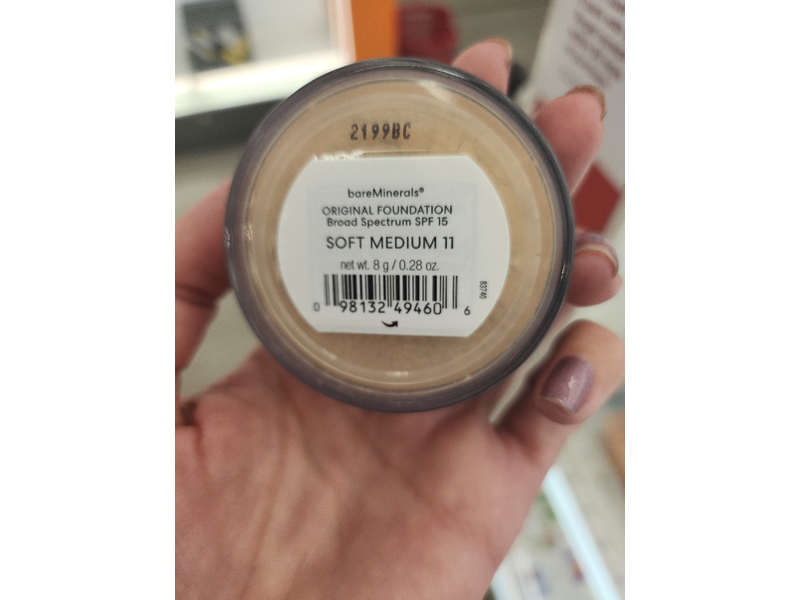 2199BC
bareMinerals®
ORIGINAL FOUNDATION
Broad Spectrum SPF 15
SOFT MEDIUM 11
net wt. 8 g / 0.28 oz.
83740
0 98132 49460 6